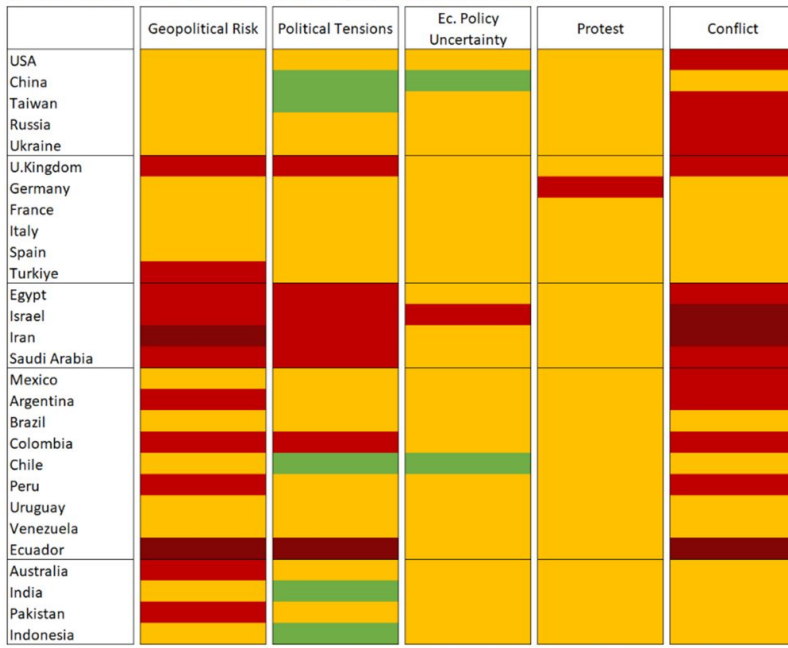 Geopolitical Risk
Political Tensions
Ec. Policy
Uncertainty
Protest
Conflict
USA
China
Taiwan
Russia
Ukraine
U.Kingdom
Germany
France
Italy
Spain
Turkiye
Egypt
Israel
Iran
Saudi Arabia
Mexico
Argentina
Brazil
Colombia
Chile
Peru
Uruguay
Venezuela
Ecuador
Australia
India
Pakistan
Indonesia